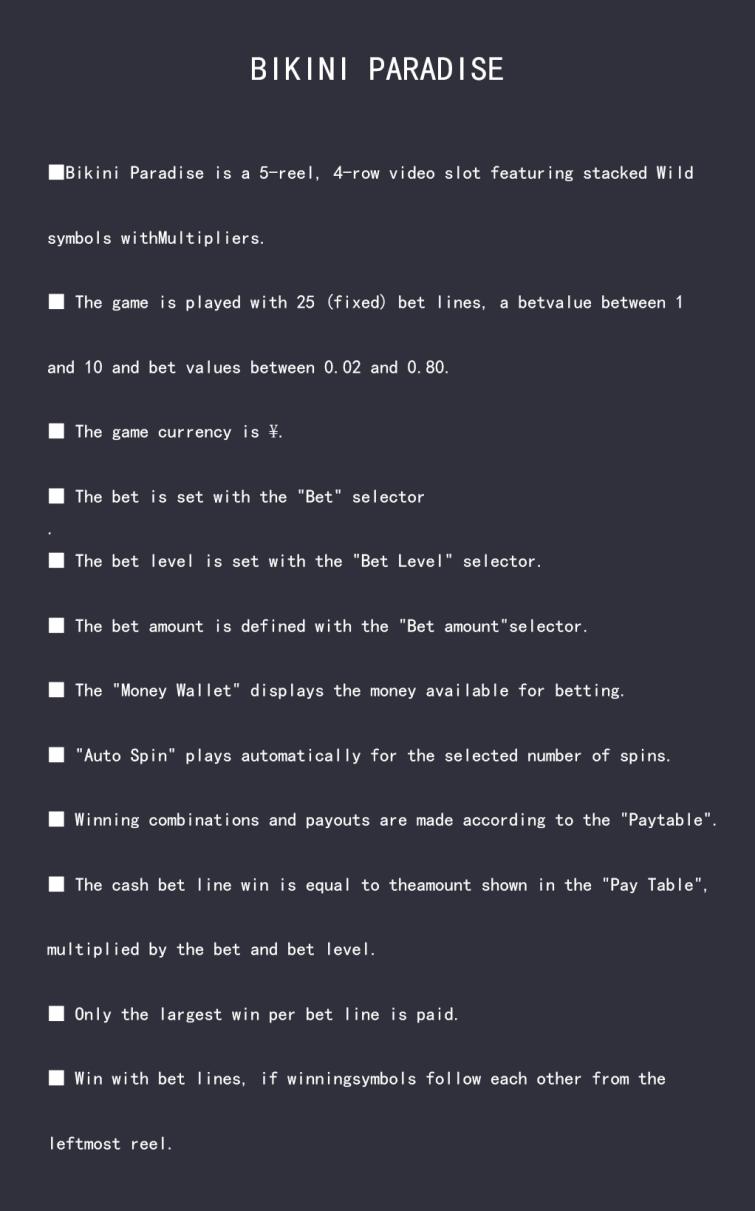 BIKINI PARADISE
■Bikini Paradise is a 5-reel, 4-row video slot featuring stacked Wild
symbols withMultipliers.
■ The game is played with 25 (fixed) bet lines, a betvalue between 1
and 10 and bet values between 0.02 and 0.80.
■ The game currency is ¥.
■ The bet is set with the "Bet" selector
.
■ The bet level is set with the "Bet Level" selector.
■ The bet amount is defined with the "Bet amount"selector.
■ The "Money Wallet" displays the money available for betting.
■ "Auto Spin" plays automatically for the selected number of spins.
■ Winning combinations and payouts are made according to the "Paytable".
■ The cash bet line win is equal to theamount shown in the "Pay Table",
multiplied by the bet and bet level.
■ Only the largest win per bet line is paid.
■ Win with bet lines, if winningsymbols follow each other from the
leftmost reel.